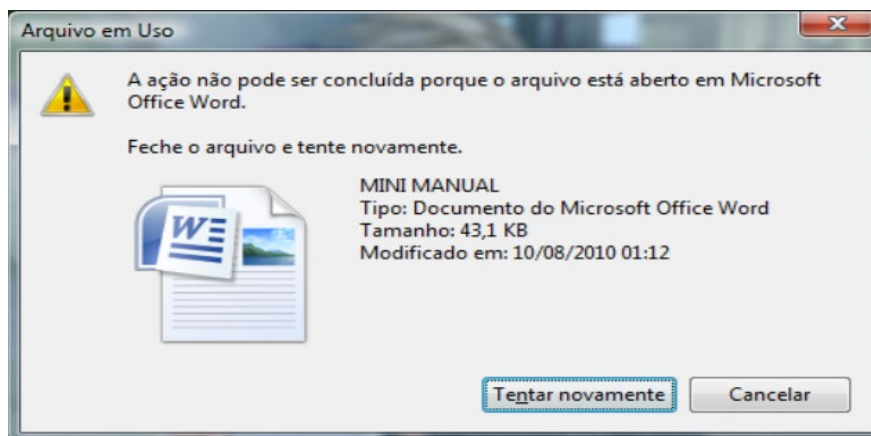 Arquivo em Uso
A ação não pode ser concluída porque o arquivo está aberto em Microsoft
Office Word.
Feche o arquivo e tente novamente.
MINI MANUAL
Tipo: Documento do Microsoft Office Word
Tamanho: 43,1 KB
Modificado em: 10/08/2010 01:12
Tentar novamente
Cancelar